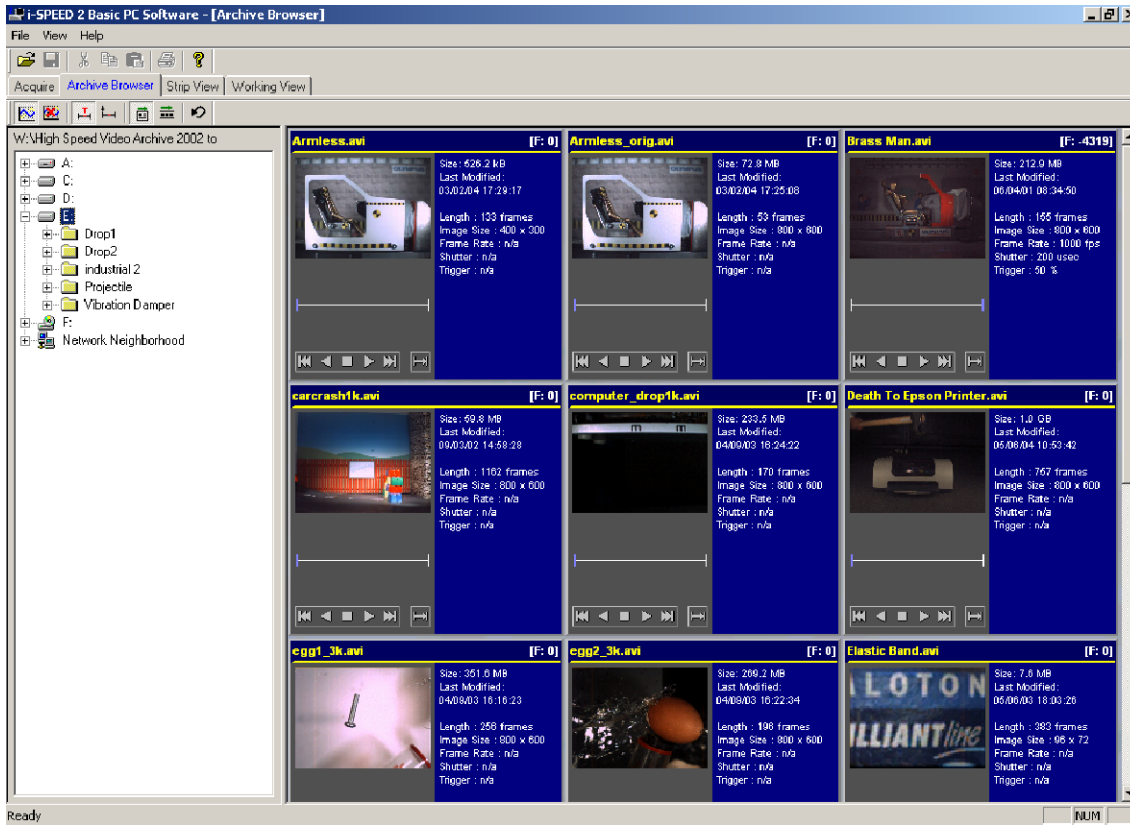 i-SPEED 2 Basic PC Software - [Archive Browser]
File View Help
Acquire Archive Browser Strip View Working View
W:\High Speed Video Archive 2002 to
A:
C:
D:
E:
Drop1
Drop2
industrial 2
Projectile
Vibration Damper
F:
Network Neighborhood
Armless.avi [F: 0]
Size: 526.2 kB
Last Modified:
03/02/04 17:29:17
Length : 133 frames
Image Size : 400 x 300
Frame Rate : n/a
Shutter : n/a
Trigger : n/a
Armless_orig.avi [F: 0]
Size: 72.8 MB
Last Modified:
03/02/04 17:25:08
Length : 53 frames
Image Size : 800 x 600
Frame Rate : n/a
Shutter : n/a
Trigger : n/a
Brass Man.avi [F: -4319]
Size: 212.9 MB
Last Modified:
06/04/01 08:34:50
Length : 155 frames
Image Size : 800 x 600
Frame Rate : 1000 fps
Shutter : 200 usec
Trigger : 50 %
carcrash1k.avi [F: 0]
Size: 59.8 MB
Last Modified:
09/03/02 14:58:28
Length : 1162 frames
Image Size : 800 x 600
Frame Rate : n/a
Shutter : n/a
Trigger : n/a
computer_drop1k.avi [F: 0]
Size: 233.5 MB
Last Modified:
04/09/03 16:24:22
Length : 170 frames
Image Size : 800 x 600
Frame Rate : n/a
Shutter : n/a
Trigger : n/a
Death To Epson Printer.avi [F: 0]
Size: 1.0 GB
Last Modified:
05/06/04 10:53:42
Length : 767 frames
Image Size : 800 x 600
Frame Rate : n/a
Shutter : n/a
Trigger : n/a
egg1_3k.avi [F: 0]
Size: 351.6 MB
Last Modified:
04/09/03 16:16:23
Length : 256 frames
Image Size : 800 x 600
Frame Rate : n/a
Shutter : n/a
Trigger : n/a
egg2_3k.avi [F: 0]
Size: 269.2 MB
Last Modified:
04/09/03 16:22:34
Length : 196 frames
Image Size : 800 x 600
Frame Rate : n/a
Shutter : n/a
Trigger : n/a
Elastic Band.avi [F: 0]
LOTON
ILLIANT line
Size: 7.6 MB
Last Modified:
05/06/03 18:03:26
Length : 383 frames
Image Size : 96 x 72
Frame Rate : n/a
Shutter : n/a
Trigger : n/a
Ready NUM